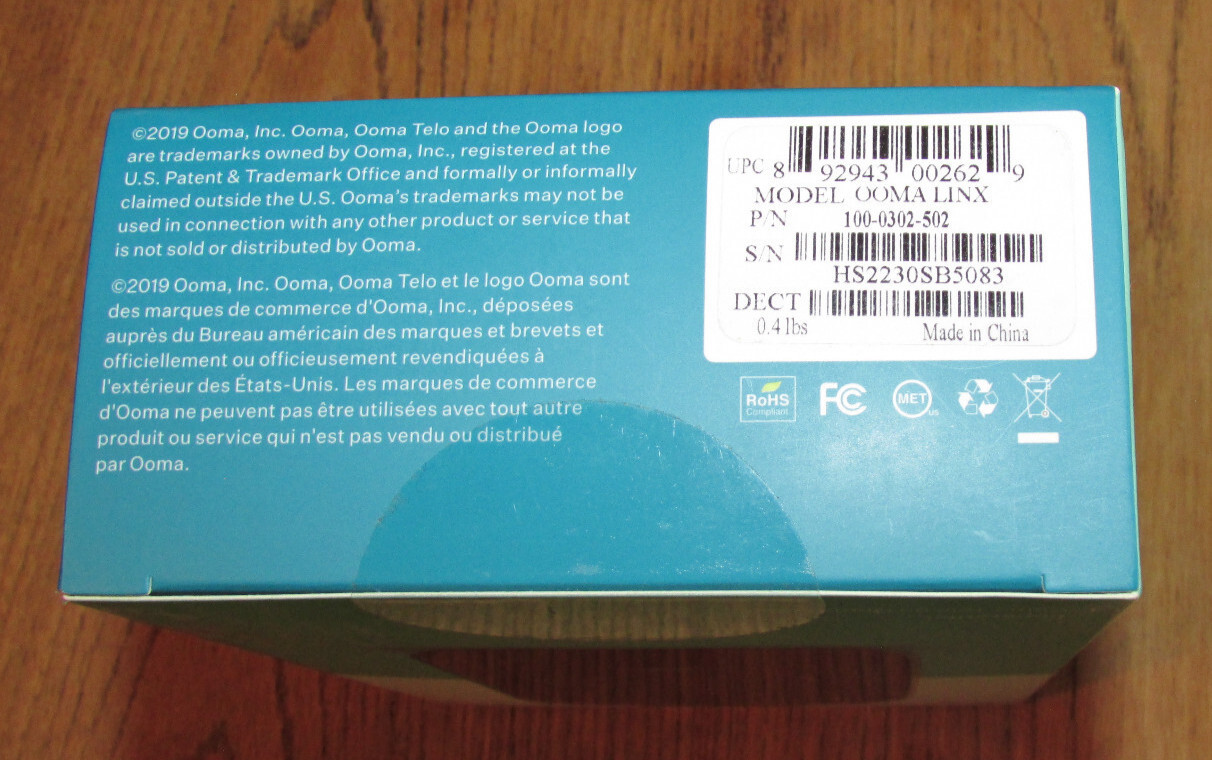 ©2019 Ooma, Inc. Ooma, Ooma Telo and the Ooma logo
are trademarks owned by Ooma, Inc., registered at the
U.S. Patent & Trademark Office and formally or informally
claimed outside the U.S. Ooma's trademarks may not be
used in connection with any other product or service that
is not sold or distributed by Ooma.
©2019 Ooma, Inc. Ooma, Ooma Telo et le logo Ooma sont
des marques de commerce d'Ooma, Inc., déposées
auprès du Bureau américain des marques et brevets et
officiellement ou officieusement revendiquées à
l'extérieur des États-Unis. Les marques de commerce
d'Ooma ne peuvent pas être utilisées avec tout autre
produit ou service qui n'est pas vendu ou distribué
par Ooma.
UPC 8 92943 00262 9
MODEL OOMA LINX
P/N 100-0302-502
S/N
HS2230SB5083
DECT
0.4 lbs Made in China
RoHS
Compliant
FC
MET
us